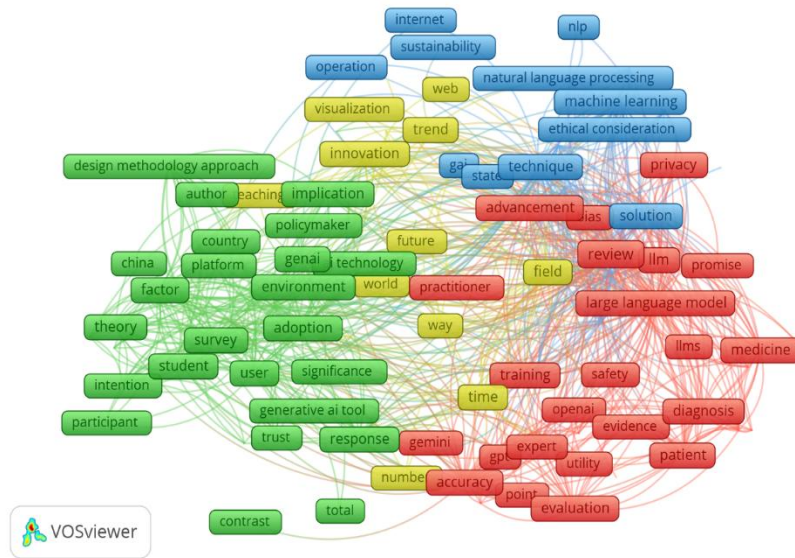 internet
nlp
sustainability
operation
natural language processing
web
machine learning
visualization
trend
ethical consideration
innovation
design methodology approach
gai
technique
privacy
state
author
eaching
implication
advancement
ias
solution
policymaker
country
future
review
llm
promise
china
platform
genai
i technology
field
factor
environment
world
practitioner
large language model
theory
adoption
way
survey
llms
medicine
student
user
significance
training
safety
intention
time
participant
generative ai tool
openai
diagnosis
evidence
trust
response
gemini
gpt
expert
utility
patient
number
accuracy
point
evaluation
contrast
total
VOSviewer